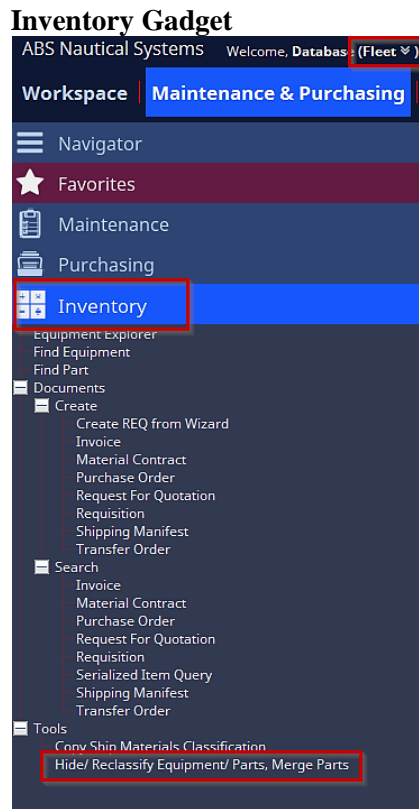 Inventory Gadget
ABS Nautical Systems Welcome, Database (Fleet )
Workspace Maintenance & Purchasing
Navigator
Favorites
Maintenance
Purchasing
Inventory
Equipment Explorer
Find Equipment
Find Part
Documents
Create
Create REQ from Wizard
Invoice
Material Contract
Purchase Order
Request For Quotation
Requisition
Shipping Manifest
Transfer Order
Search
Invoice
Material Contract
Purchase Order
Request For Quotation
Requisition
Serialized Item Query
Shipping Manifest
Transfer Order
Tools
Copy Ship Materials Classification
Hide/ Reclassify Equipment/ Parts, Merge Parts